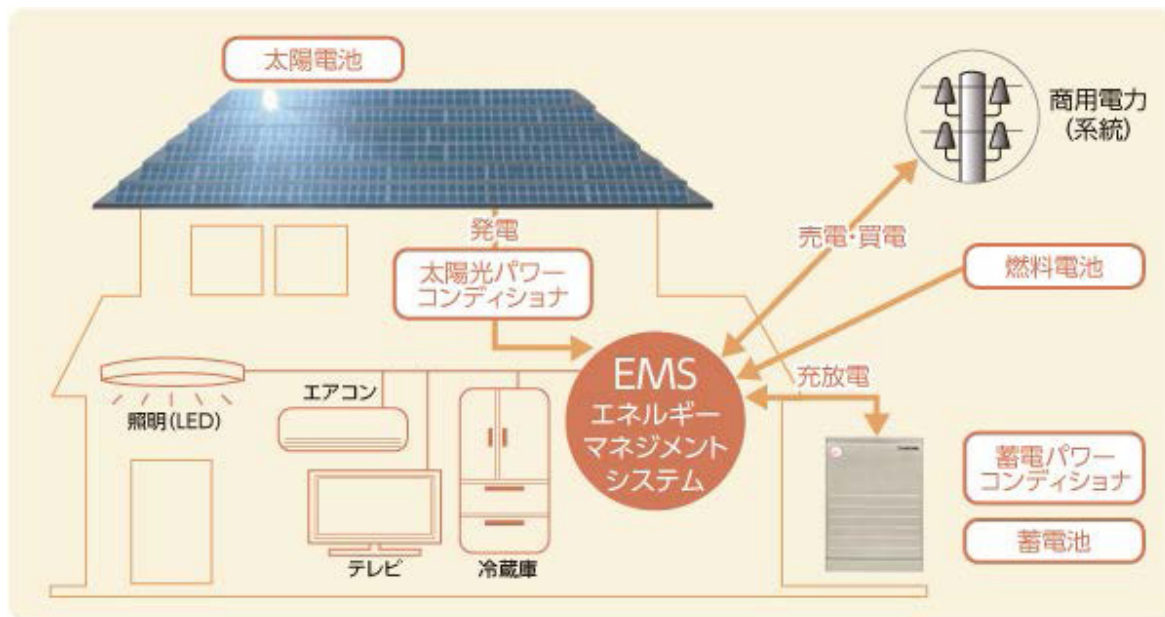 太陽電池
商用電力
(系統)
発電
売電・買電
太陽光パワー
コンディショナ
燃料電池
EMS
エネルギー
マネジメント
システム
充放電
エアコン
照明(LED)
蓄電パワー
コンディショナ
蓄電池
テレビ
冷蔵庫